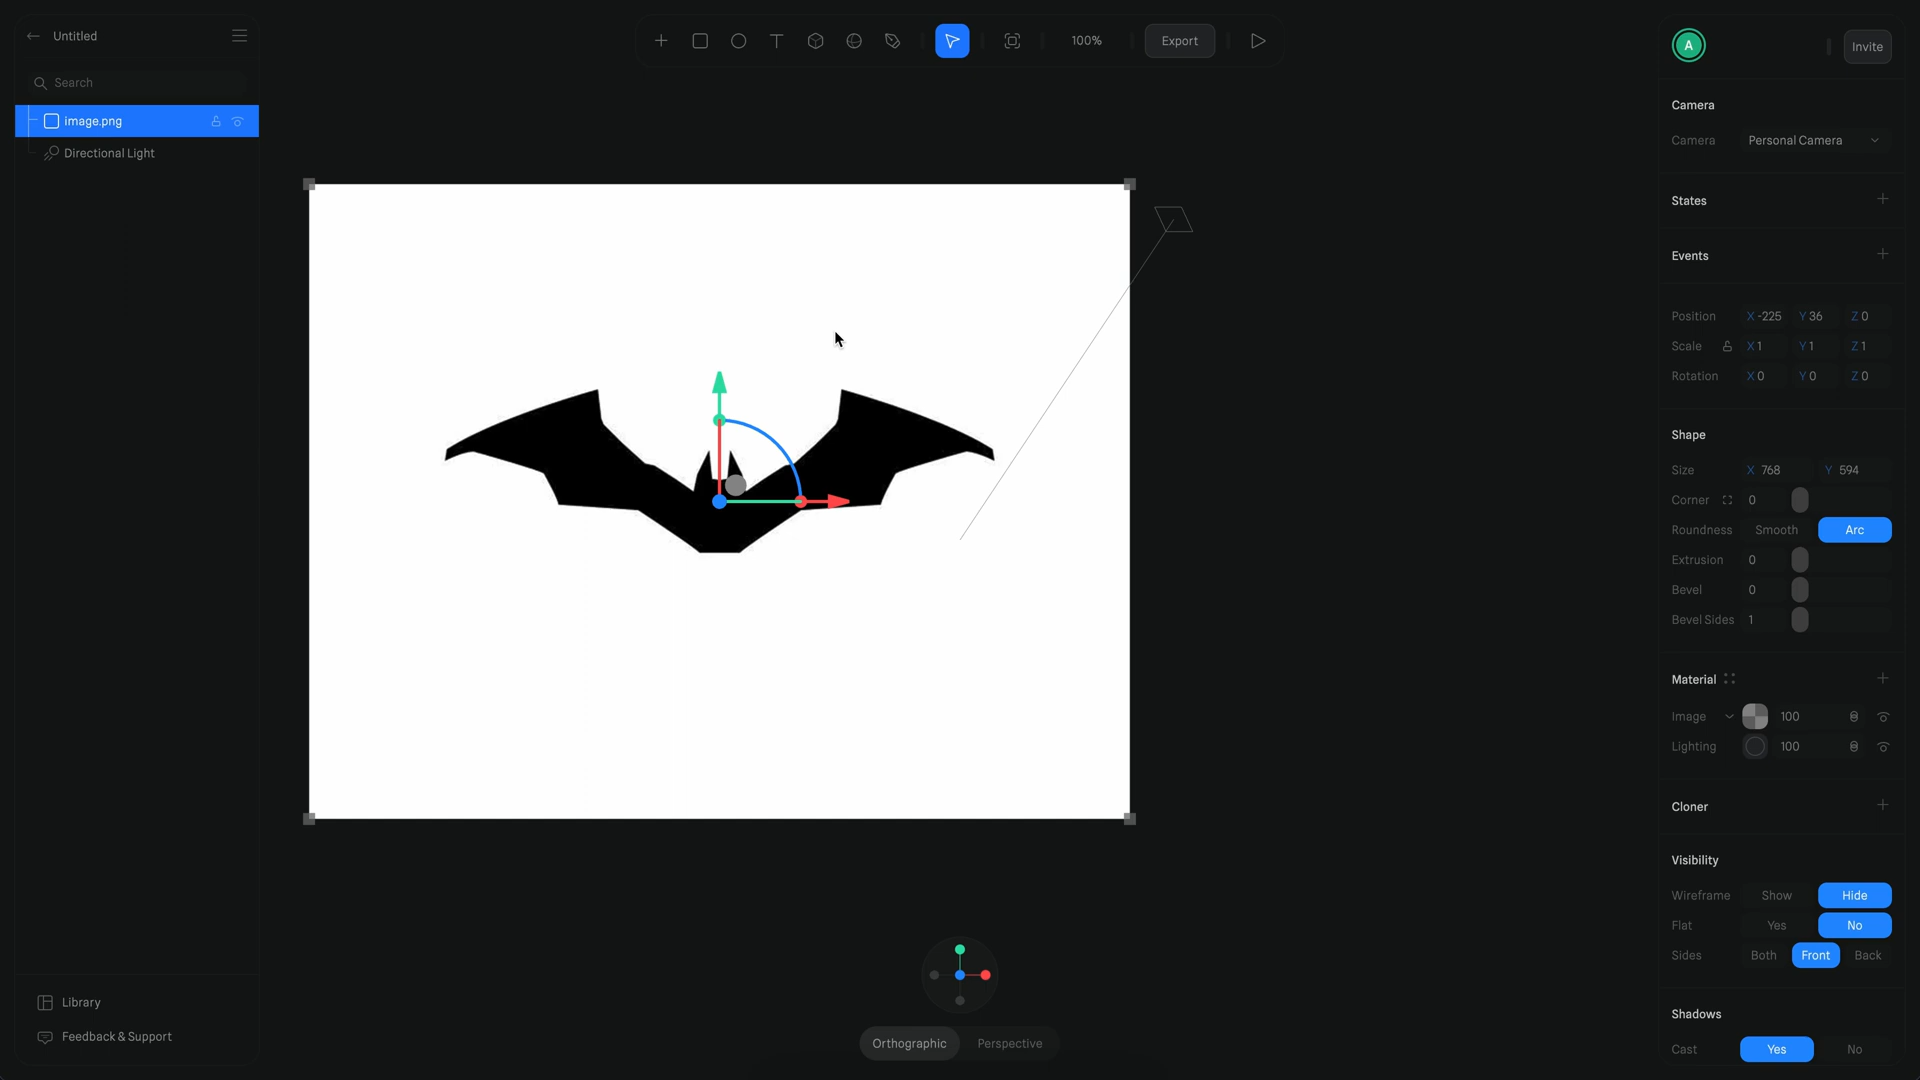 Untitled
Search
image.png
Directional Light
Library
Feedback & Support
100%
Export
Orthographic
Perspective
A
Invite
Camera
Camera Personal Camera
States
Events
Position X -225 Y 36 Z 0
Scale X 1 Y 1 Z 1
Rotation X 0 Y 0 Z 0
Shape
Size X 768 Y 594
Corner 0
Roundness Smooth Arc
Extrusion 0
Bevel 0
Bevel Sides 1
Material
Image 100
Lighting 100
Cloner
Visibility
Wireframe Show Hide
Flat Yes No
Sides Both Front Back
Shadows
Cast Yes No